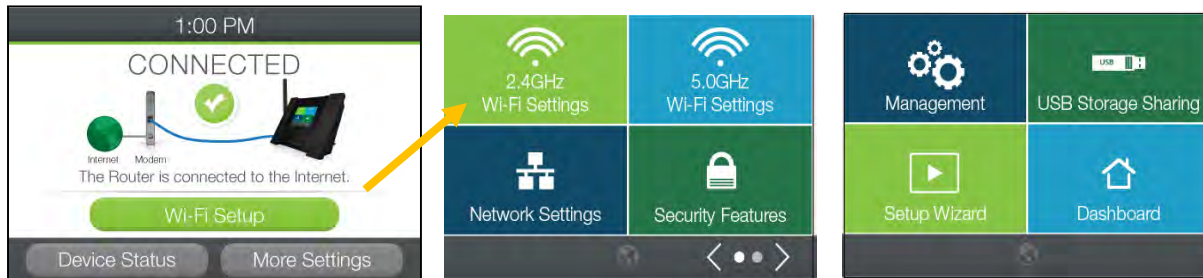 1:00 PM
CONNECTED
Internet Modem
The Router is connected to the Internet.
Wi-Fi Setup
Device Status More Settings
2.4GHz
Wi-Fi Settings
5.0GHz
Wi-Fi Settings
Network Settings
Security Features
Management
USB
USB Storage Sharing
Setup Wizard
Dashboard